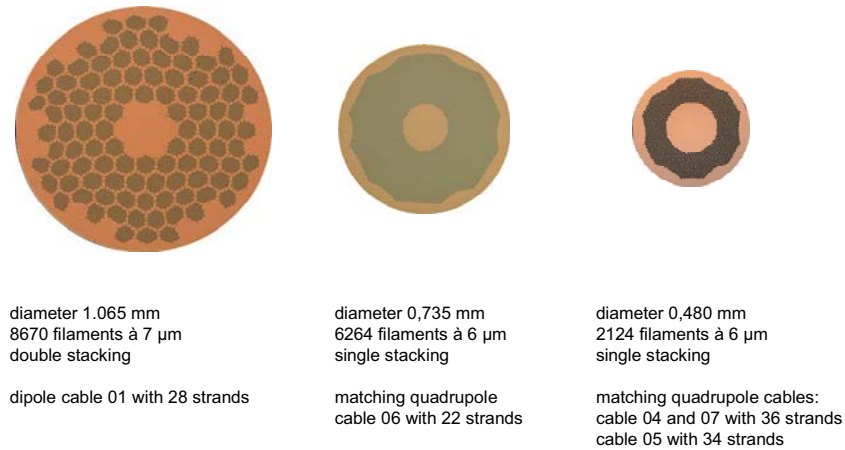 diameter 1.065 mm
8670 filaments à 7 µm
double stacking
dipole cable 01 with 28 strands
diameter 0,735 mm
6264 filaments à 6 µm
single stacking
matching quadrupole
cable 06 with 22 strands
diameter 0,480 mm
2124 filaments à 6 µm
single stacking
matching quadrupole cables:
cable 04 and 07 with 36 strands
cable 05 with 34 strands